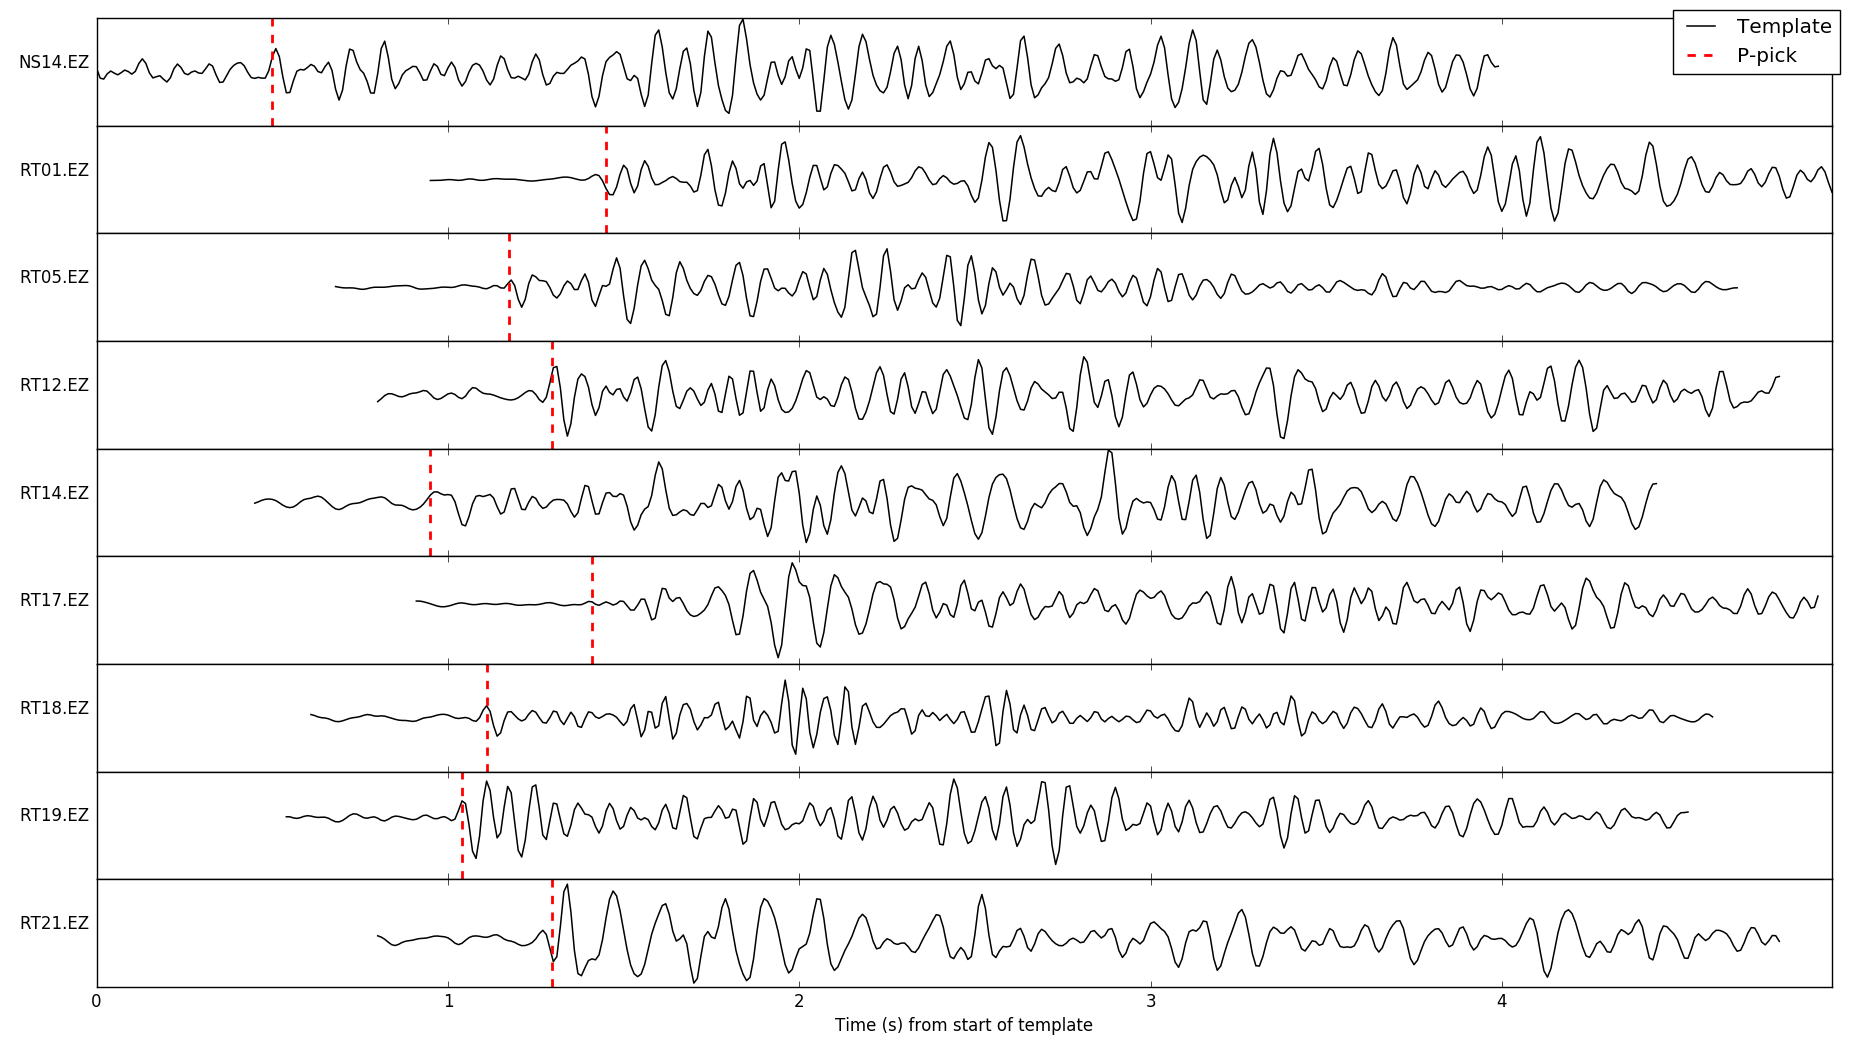 Template
P-pick
NS14.EZ
RT01.EZ
RT05.EZ
RT12.EZ
RT14.EZ
RT17.EZ
RT18.EZ
RT19.EZ
RT21.EZ
0 1 2 3 4
Time (s) from start of template